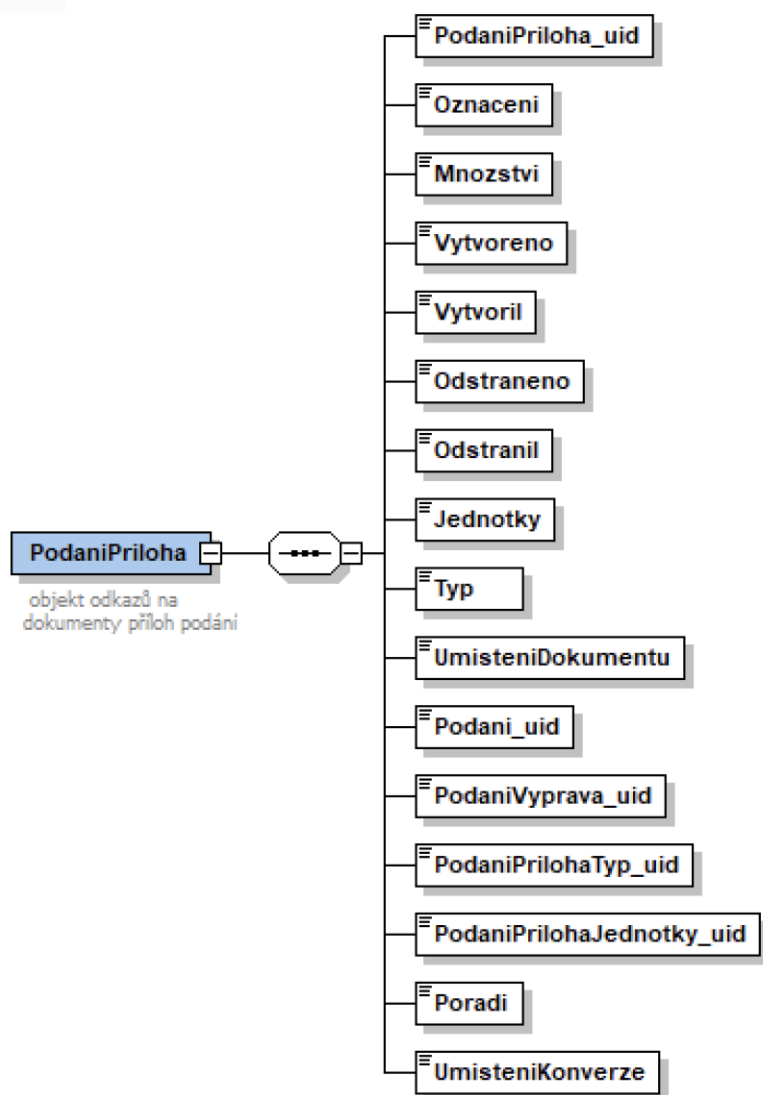 PodaniPriloha_uid
Oznaceni
Mnozstvi
Vytvoreno
Vytvoril
Odstraneno
Odstranil
Jednotky
PodaniPriloha
objekt odkazů na
dokumenty příloh podáni
Typ
UmisteniDokumentu
Podani_uid
PodaniVyprava_uid
PodaniPrilohaTyp_uid
PodaniPrilohaJednotky_uid
Poradi
UmisteniKonverze